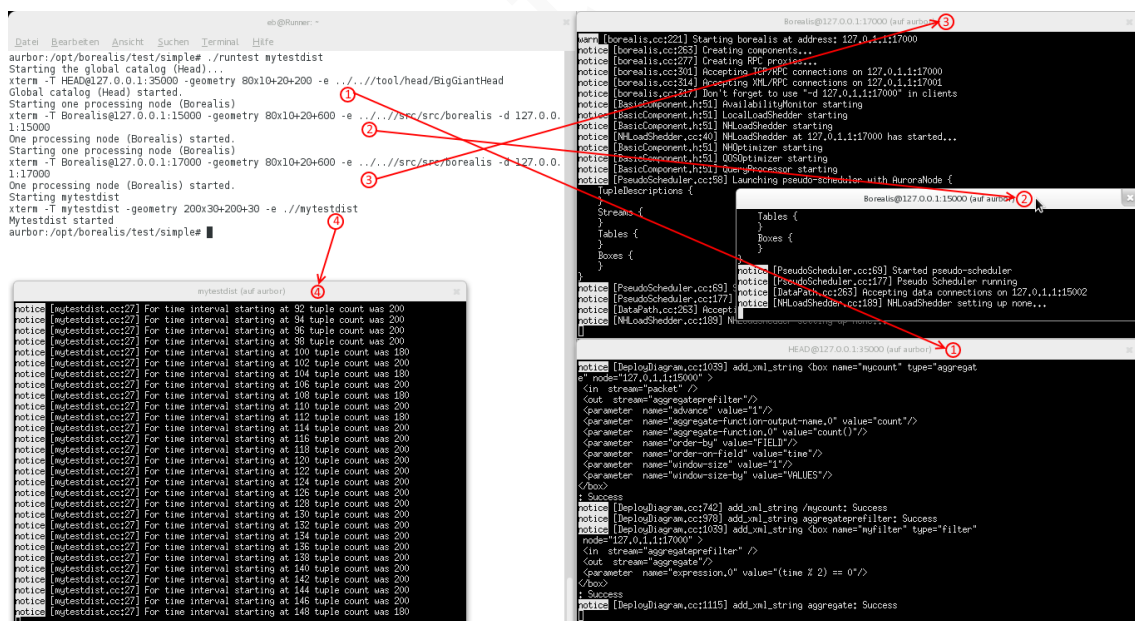 eb@Runner: ~
Datei Bearbeiten Ansicht Suchen Terminal Hilfe
aurbor:/opt/borealis/test/simple# ./runtest mytestdist
Starting the global catalog (Head)...
xterm -T HEAD@127.0.0.1:35000 -geometry 80x10+20+200 -e ../..//tool/head/BigGiantHead
Global catalog (Head) started.
Starting one processing node (Borealis)
xterm -T Borealis@127.0.0.1:15000 -geometry 80x10+20+600 -e ../..//src/src/borealis -d 127.0.0.
1:15000
One processing node (Borealis) started.
Starting one processing node (Borealis)
xterm -T Borealis@127.0.0.1:17000 -geometry 80x10+20+600 -e ../..//src/src/borealis -d 127.0.0.
1:17000
One processing node (Borealis) started.
Starting mytestdist
xterm -T mytestdist -geometry 200x30+200+30 -e .//mytestdist
Mytestdist started
aurbor:/opt/borealis/test/simple#
1
2
3
4
mytestdist (auf aurbor)
4
notice [mytestdist.cc:27] For time interval starting at 92 tuple count was 200
notice [mytestdist.cc:27] For time interval starting at 94 tuple count was 200
notice [mytestdist.cc:27] For time interval starting at 96 tuple count was 200
notice [mytestdist.cc:27] For time interval starting at 98 tuple count was 200
notice [mytestdist.cc:27] For time interval starting at 100 tuple count was 180
notice [mytestdist.cc:27] For time interval starting at 102 tuple count was 200
notice [mytestdist.cc:27] For time interval starting at 104 tuple count was 180
notice [mytestdist.cc:27] For time interval starting at 106 tuple count was 200
notice [mytestdist.cc:27] For time interval starting at 108 tuple count was 180
notice [mytestdist.cc:27] For time interval starting at 110 tuple count was 200
notice [mytestdist.cc:27] For time interval starting at 112 tuple count was 180
notice [mytestdist.cc:27] For time interval starting at 114 tuple count was 200
notice [mytestdist.cc:27] For time interval starting at 116 tuple count was 200
notice [mytestdist.cc:27] For time interval starting at 118 tuple count was 200
notice [mytestdist.cc:27] For time interval starting at 120 tuple count was 200
notice [mytestdist.cc:27] For time interval starting at 122 tuple count was 200
notice [mytestdist.cc:27] For time interval starting at 124 tuple count was 200
notice [mytestdist.cc:27] For time interval starting at 126 tuple count was 200
notice [mytestdist.cc:27] For time interval starting at 128 tuple count was 200
notice [mytestdist.cc:27] For time interval starting at 130 tuple count was 200
notice [mytestdist.cc:27] For time interval starting at 132 tuple count was 200
notice [mytestdist.cc:27] For time interval starting at 134 tuple count was 200
notice [mytestdist.cc:27] For time interval starting at 136 tuple count was 200
notice [mytestdist.cc:27] For time interval starting at 138 tuple count was 200
notice [mytestdist.cc:27] For time interval starting at 140 tuple count was 200
notice [mytestdist.cc:27] For time interval starting at 142 tuple count was 200
notice [mytestdist.cc:27] For time interval starting at 144 tuple count was 200
notice [mytestdist.cc:27] For time interval starting at 146 tuple count was 200
notice [mytestdist.cc:27] For time interval starting at 148 tuple count was 180
Borealis@127.0.0.1:17000 (auf aurbor)
3
warn [borealis.cc:221] Starting borealis at address: 127.0.1.1:17000
notice [borealis.cc:263] Creating components...
notice [borealis.cc:277] Creating RPC proxies...
notice [borealis.cc:301] Accepting TCP/RPC connections on 127.0.1.1:17000
notice [borealis.cc:314] Accepting XML/RPC connections on 127.0.1.1:17001
notice [borealis.cc:317] Don't forget to use "-d 127.0.1.1:17000" in clients
notice [BasicComponent.h:51] AvailabilityMonitor starting
notice [BasicComponent.h:51] LocalLoadShedder starting
notice [BasicComponent.h:51] NHLoadShedder starting
notice [NHLoadShedder.cc:40] NHLoadShedder at 127.0.1.1:17000 has started...
notice [BasicComponent.h:51] NHOptimizer starting
notice [BasicComponent.h:51] QOSOptimizer starting
notice [BasicComponent.h:51] QueryProcessor starting
notice [PseudoScheduler.cc:58] Launching pseudo-scheduler with AuroraNode {
TupleDescriptions {
}
Streams {
}
Tables {
}
Boxes {
}
}
notice [PseudoScheduler.cc:69] S
notice [PseudoScheduler.cc:177]
notice [DataPath.cc:263] Accepti
notice [NHLoadShedder.cc:189] NHLoadShedder setting up none...
Borealis@127.0.0.1:15000 (auf aurbor)
2
Tables {
}
Boxes {
}
}
notice [PseudoScheduler.cc:69] Started pseudo-scheduler
notice [PseudoScheduler.cc:177] Pseudo Scheduler running
notice [DataPath.cc:263] Accepting data connections on 127.0.1.1:15002
notice [NHLoadShedder.cc:189] NHLoadShedder setting up none...
HEAD@127.0.0.1:35000 (auf aurbor)
1
notice [DeployDiagram.cc:1039] add_xml_string <box name="mycount" type="aggregat
e" node="127.0.1.1:15000" >
<in stream="packet" />
<out stream="aggregateprefilter"/>
<parameter name="advance" value="1"/>
<parameter name="aggregate-function-output-name.0" value="count"/>
<parameter name="aggregate-function.0" value="count()"/>
<parameter name="order-by" value="FIELD"/>
<parameter name="order-on-field" value="time"/>
<parameter name="window-size" value="1"/>
<parameter name="window-size-by" value="VALUES"/>
</box>
: Success
notice [DeployDiagram.cc:742] add_xml_string /mycount: Success
notice [DeployDiagram.cc:978] add_xml_string aggregateprefilter: Success
notice [DeployDiagram.cc:1039] add_xml_string <box name="myfilter" type="filter"
node="127.0.1.1:17000" >
<in stream="aggregateprefilter" />
<out stream="aggregate"/>
<parameter name="expression.0" value="(time % 2) == 0"/>
</box>
: Success
notice [DeployDiagram.cc:1115] add_xml_string aggregate: Success